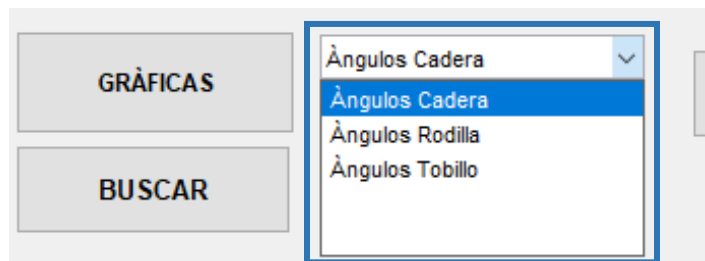 GRÀFICAS
BUSCAR
Àngulos Cadera
Àngulos Cadera
Àngulos Rodilla
Àngulos Tobillo